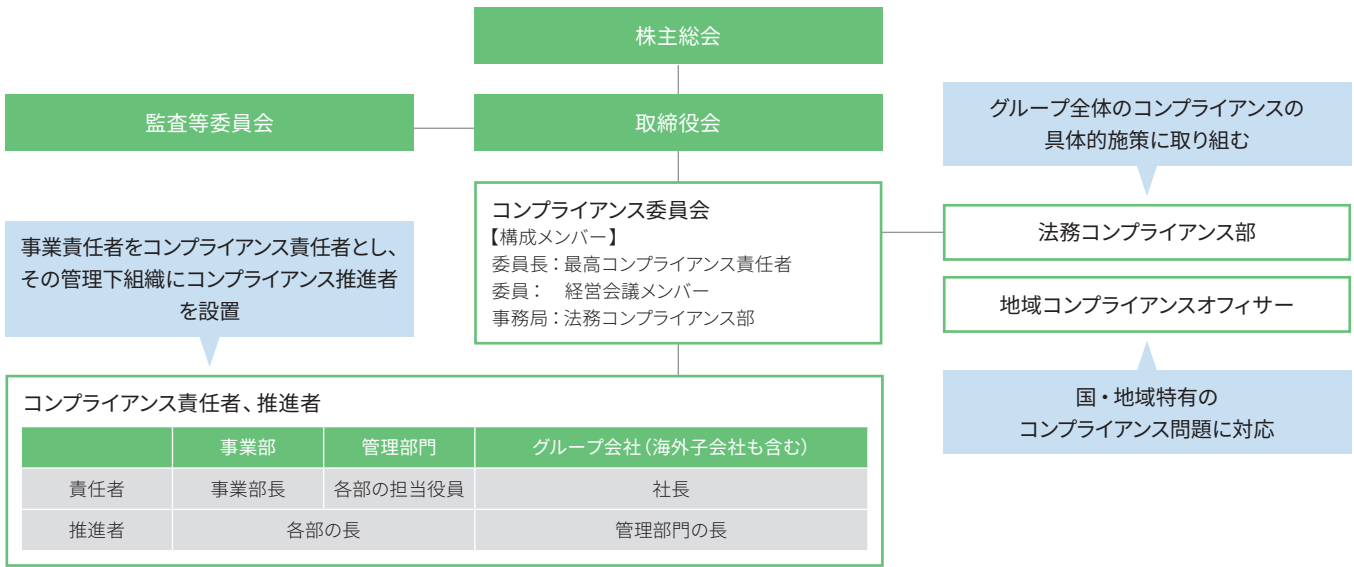 株主総会
監査等委員会
取締役会
グループ全体のコンプライアンスの
具体的施策に取り組む
コンプライアンス委員会
【構成メンバー】
委員長：最高コンプライアンス責任者
委員：　経営会議メンバー
事務局：法務コンプライアンス部
法務コンプライアンス部
地域コンプライアンスオフィサー
事業責任者をコンプライアンス責任者とし、
その管理下組織にコンプライアンス推進者
を設置
国・地域特有の
コンプライアンス問題に対応
コンプライアンス責任者、推進者
事業部 管理部門 グループ会社（海外子会社も含む）
責任者 事業部長 各部の担当役員 社長
推進者 各部の長 管理部門の長